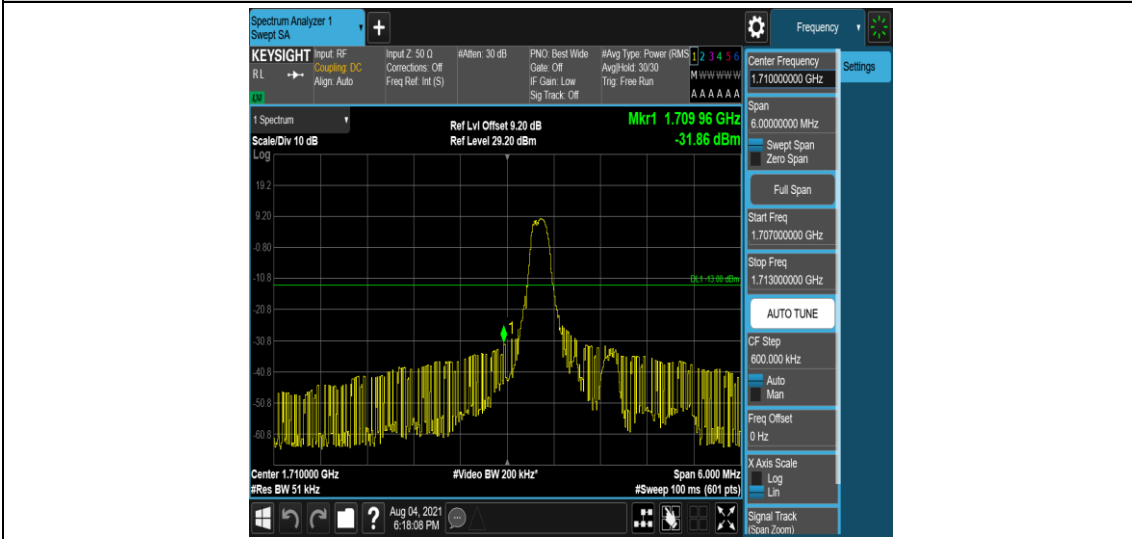 Spectrum Analyzer 1
Swept SA
+
Frequency
KEYSIGHT
RL
Input: RF
Coupling: DC
Align: Auto
Input Z: 50 Ω
Corrections: Off
Freq Ref: Int (S)
#Atten: 30 dB
PNO: Best Wide
Gate: Off
IF Gain: Low
Sig Track: Off
#Avg Type: Power (RMS
Avg|Hold: 30/30
Trig: Free Run
1 2 3 4 5 6
M W W W W W
A A A A A A
1 Spectrum
Scale/Div 10 dB
Log
Ref Lvl Offset 9.20 dB
Ref Level 29.20 dBm
Mkr1 1.709 96 GHz
-31.86 dBm
19.2
9.20
-0.80
-10.8
-20.8
-30.8
-40.8
-50.8
-60.8
DL1 -13.00 dBm
1
Center 1.710000 GHz
#Res BW 51 kHz
#Video BW 200 kHz*
Span 6.000 MHz
#Sweep 100 ms (601 pts)
?
Aug 04, 2021
6:18:08 PM
Center Frequency
1.710000000 GHz
Settings
Span
6.00000000 MHz
Swept Span
Zero Span
Full Span
Start Freq
1.707000000 GHz
Stop Freq
1.713000000 GHz
AUTO TUNE
CF Step
600.000 kHz
Auto
Man
Freq Offset
0 Hz
X Axis Scale
Log
Lin
Signal Track
(Span Zoom)